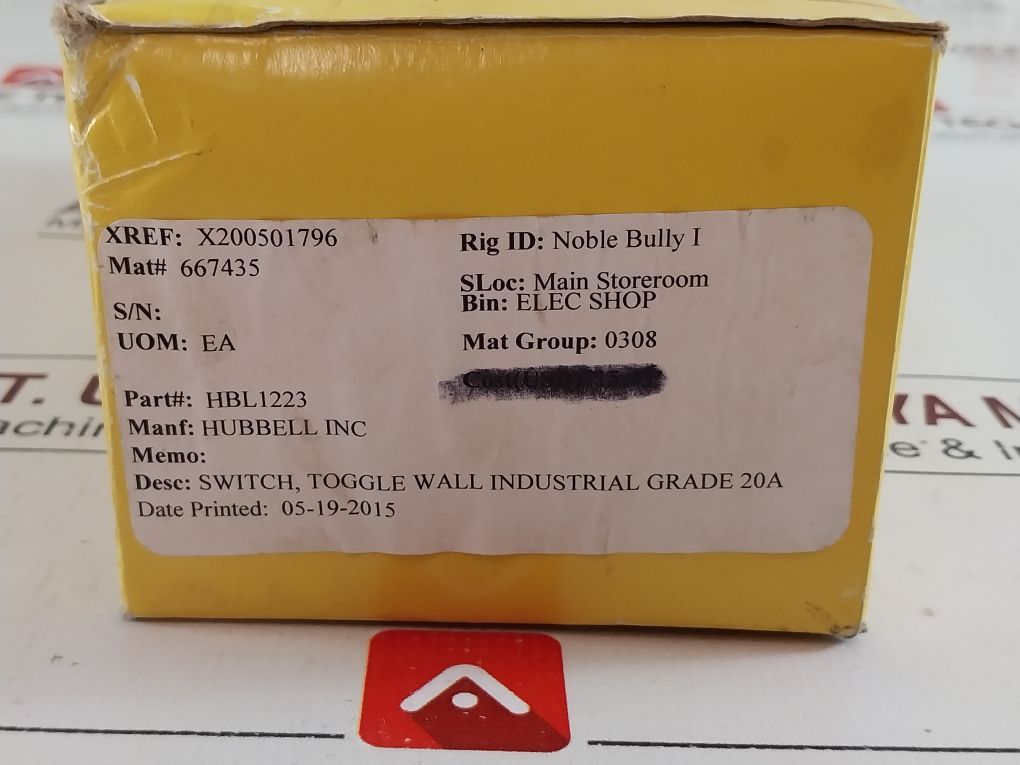 XREF: X200501796
Rig ID: Noble Bully I
Mat# 667435
SLoc: Main Storeroom
Bin: ELEC SHOP
S/N:
UOM: EA
Mat Group: 0308
Part#: HBL1223
Manf: HUBBELL INC
Memo:
Desc: SWITCH, TOGGLE WALL INDUSTRIAL GRADE 20A
Date Printed: 05-19-2015